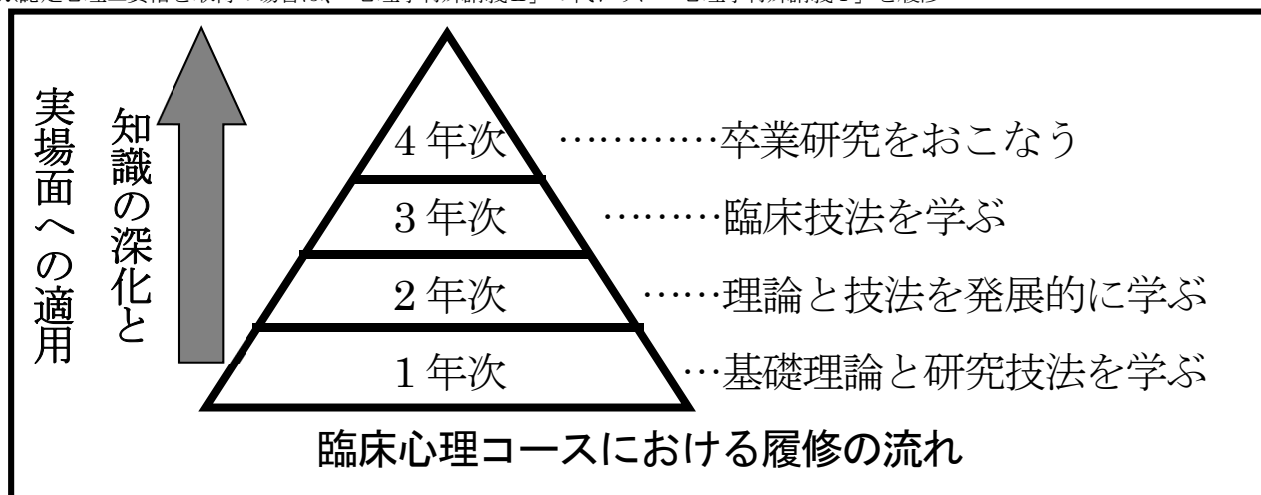 知識の深化と
実場面への適用
4年次 …………卒業研究をおこなう
3年次 ………臨床技法を学ぶ
2年次 ……理論と技法を発展的に学ぶ
1年次 …基礎理論と研究技法を学ぶ
臨床心理コースにおける履修の流れ